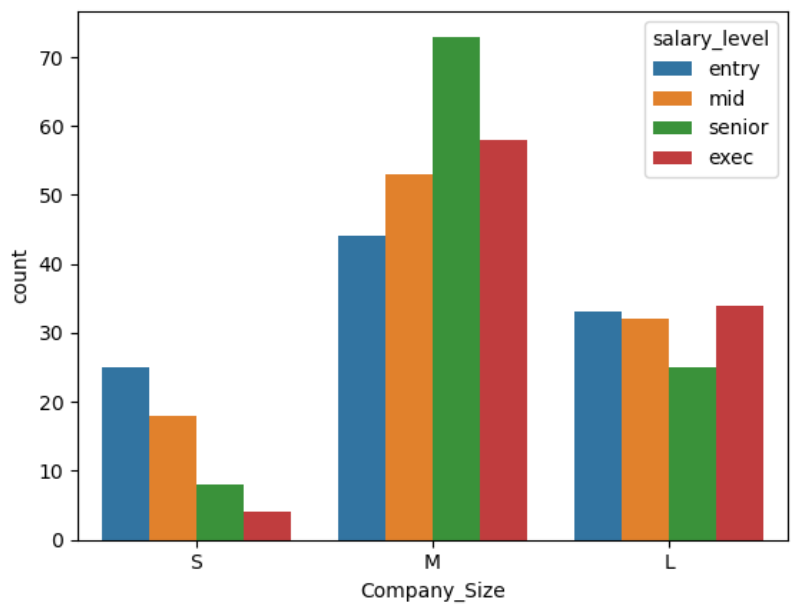 salary_level
entry
mid
senior
exec
70
60
50
40
30
20
10
0
count
S M L
Company_Size